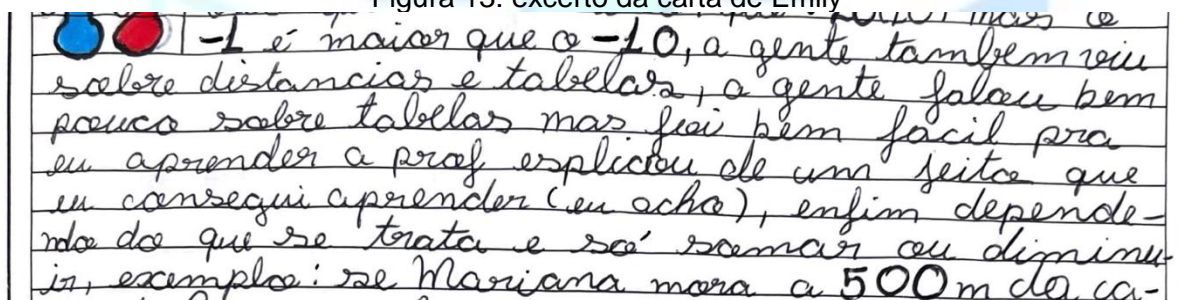 Figura 13: excerto da carta de Emily
mas o
-1 é maior que o -10, a gente tambem viu
sobre distancias e tabelas, a gente falou bem
pouco sobre tabelas mas foi bem facil pra
eu aprender a prof esplicou de um jeito que
eu consegui aprender (eu acho), enfim depende-
ndo do que se trata e só somar ou diminu-
ir, exemplo: se Mariana mora a 500m da ca-